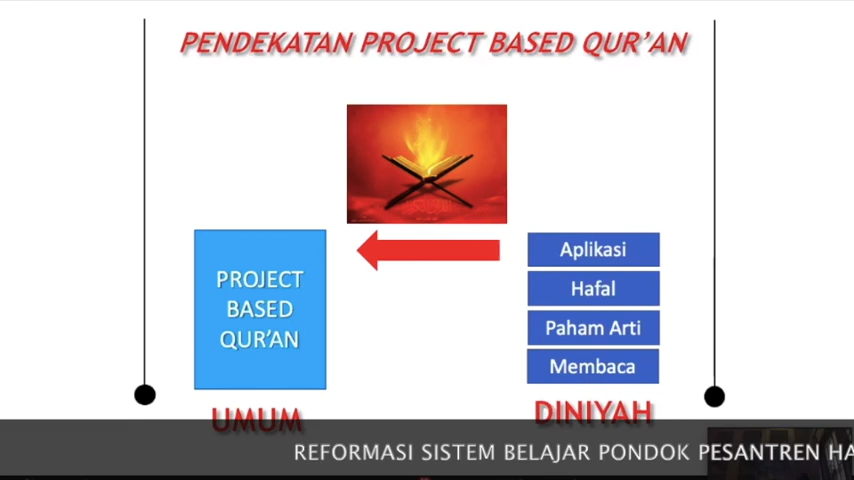 PENDEKATAN PROJECT BASED QUR'AN
PROJECT
BASED
QUR'AN
UMUM
Aplikasi
Hafal
Paham Arti
Membaca
DINIYAH
REFORMASI SISTEM BELAJAR PONDOK PESANTREN HA